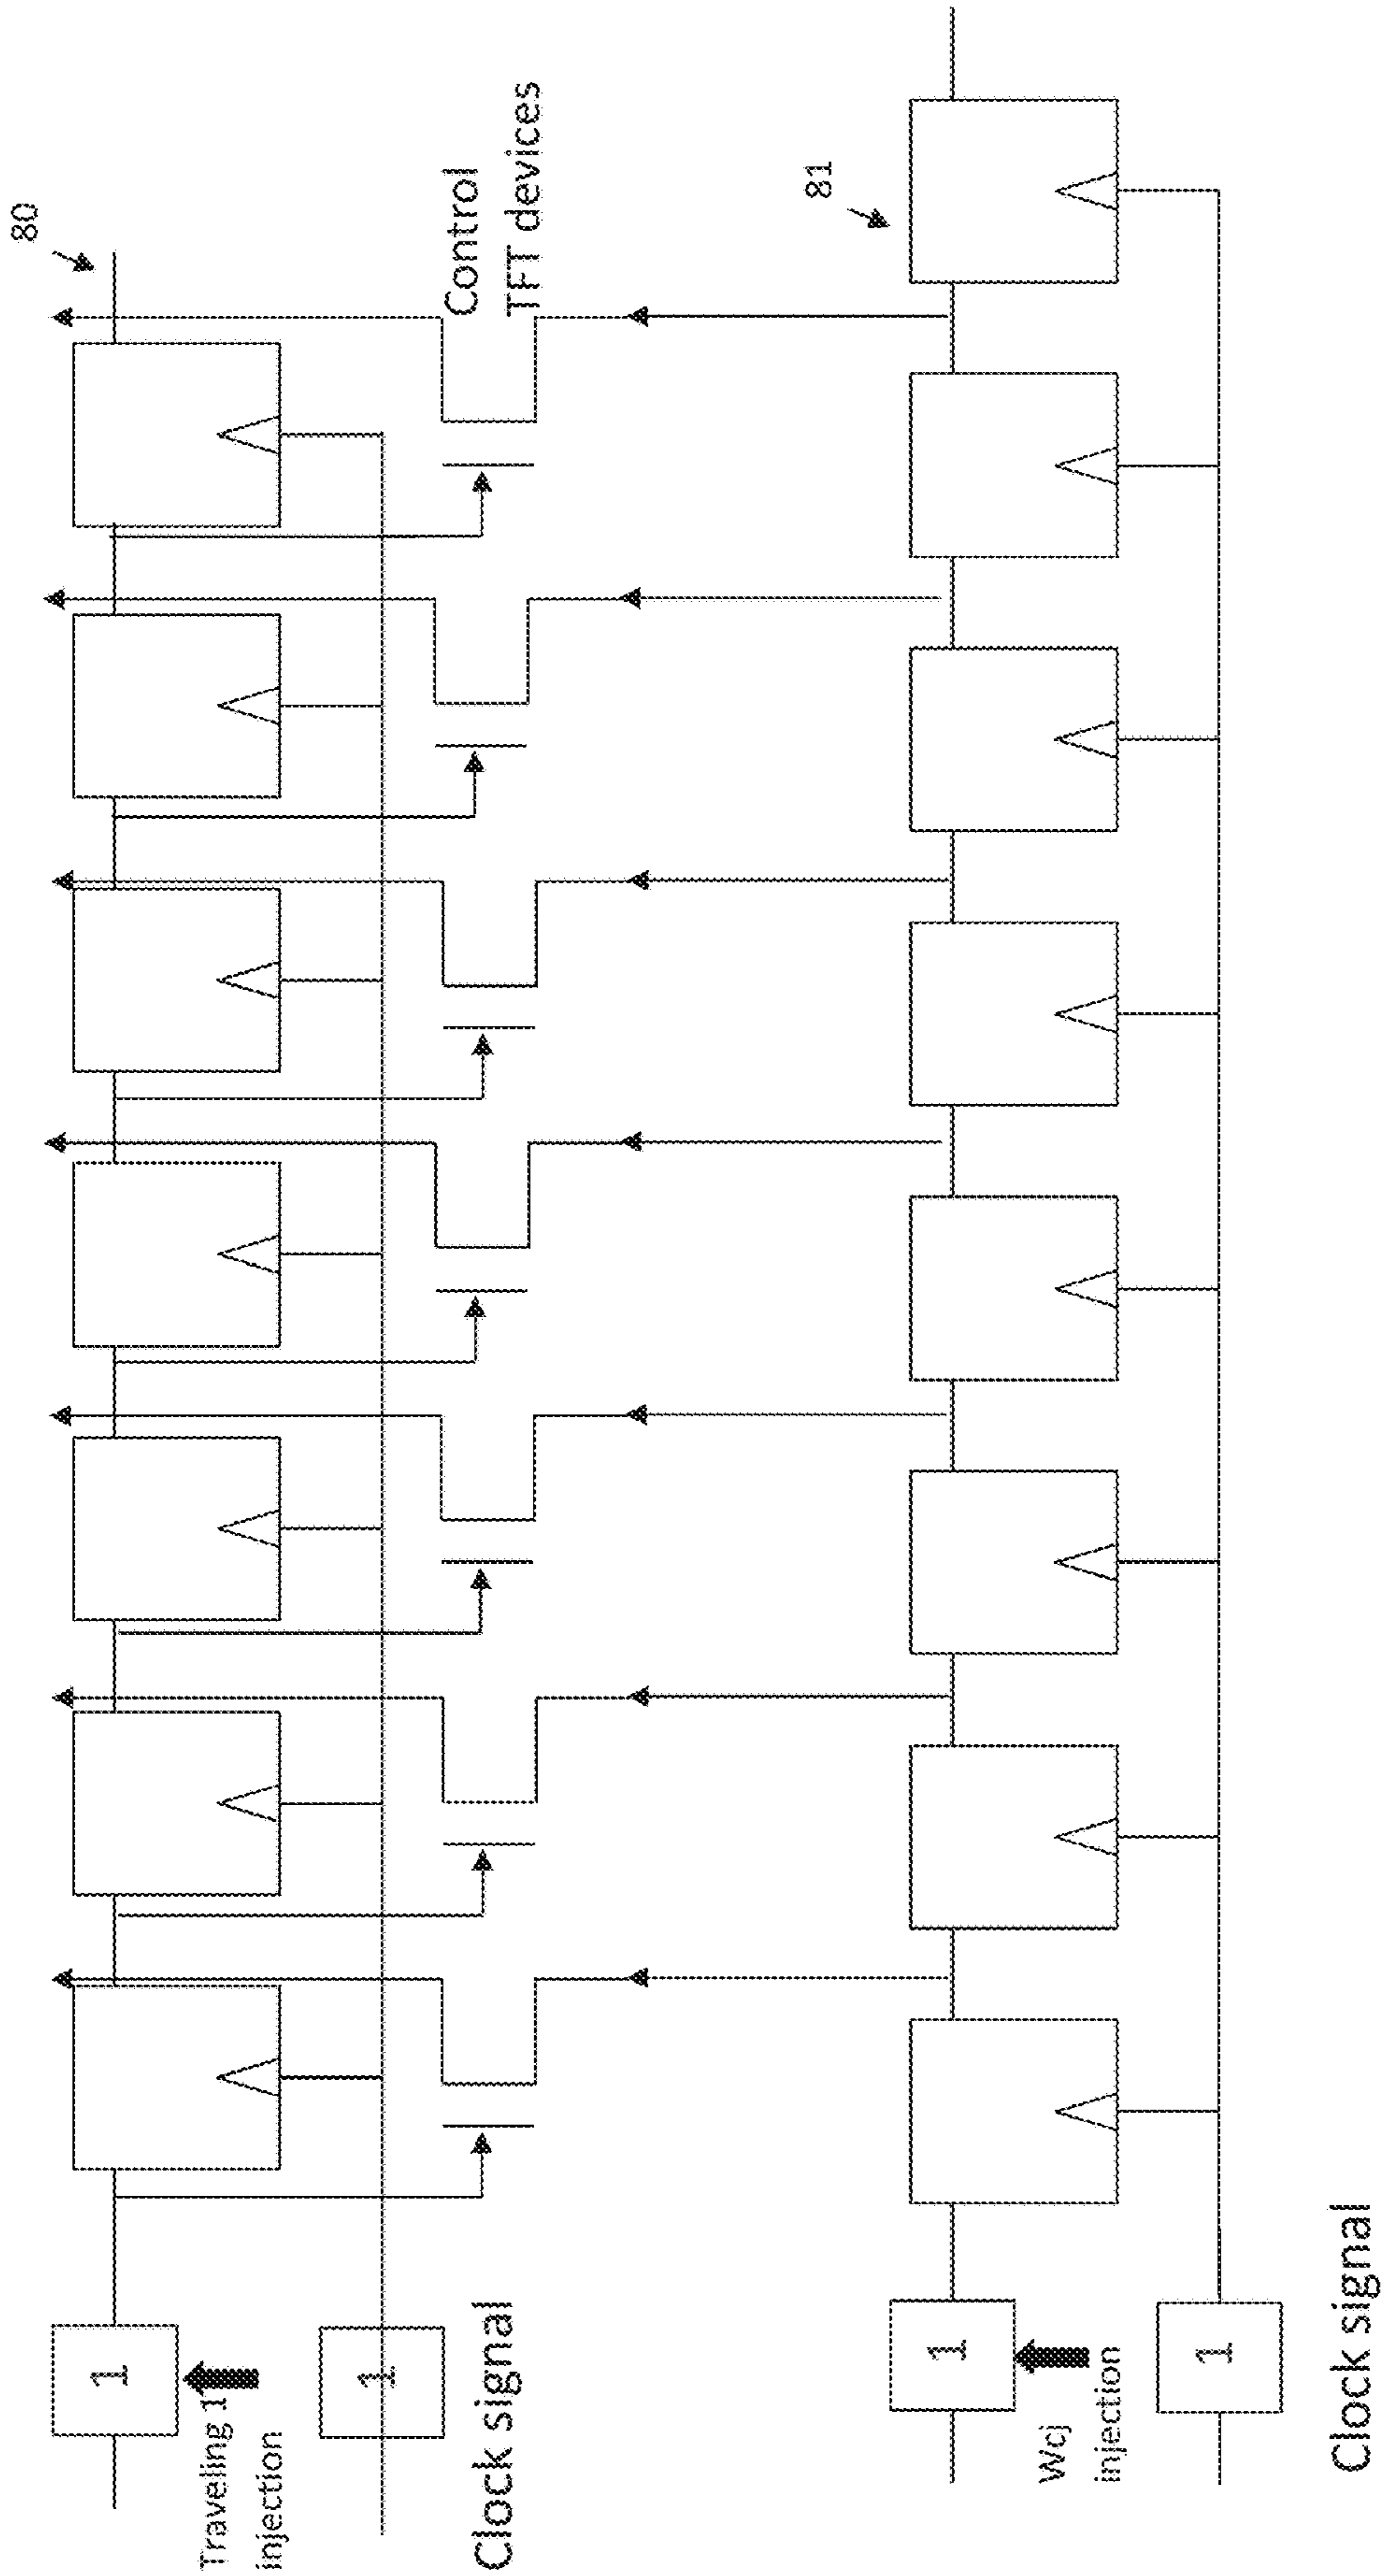 80
Control
TFT devices
81
1
Traveling 1
injection
1
Clock signal
1
Wcj
injection
1
Clock signal